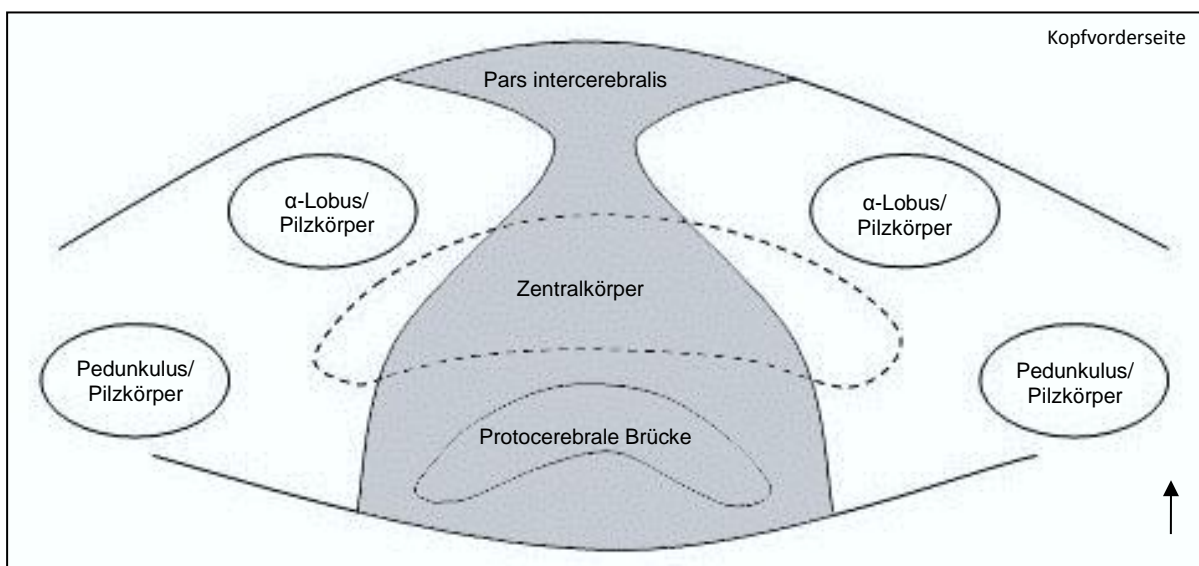 Kopfvorderseite
Pars intercerebralis
α-Lobus/
Pilzkörper
α-Lobus/
Pilzkörper
Zentralkörper
Pedunkulus/
Pilzkörper
Pedunkulus/
Pilzkörper
Protocerebrale Brücke